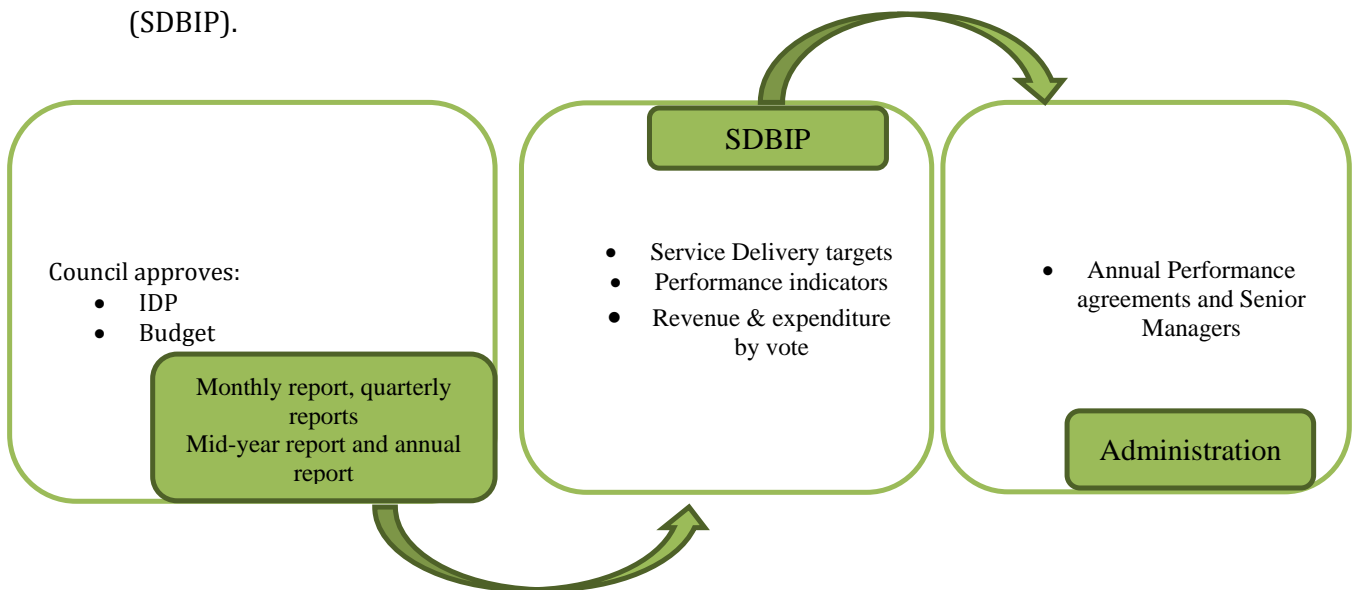 (SDBIP).
Council approves:
• IDP
• Budget
Monthly report, quarterly
reports
Mid-year report and annual
report
SDBIP
• Service Delivery targets
• Performance indicators
• Revenue & expenditure
by vote
• Annual Performance
agreements and Senior
Managers
Administration